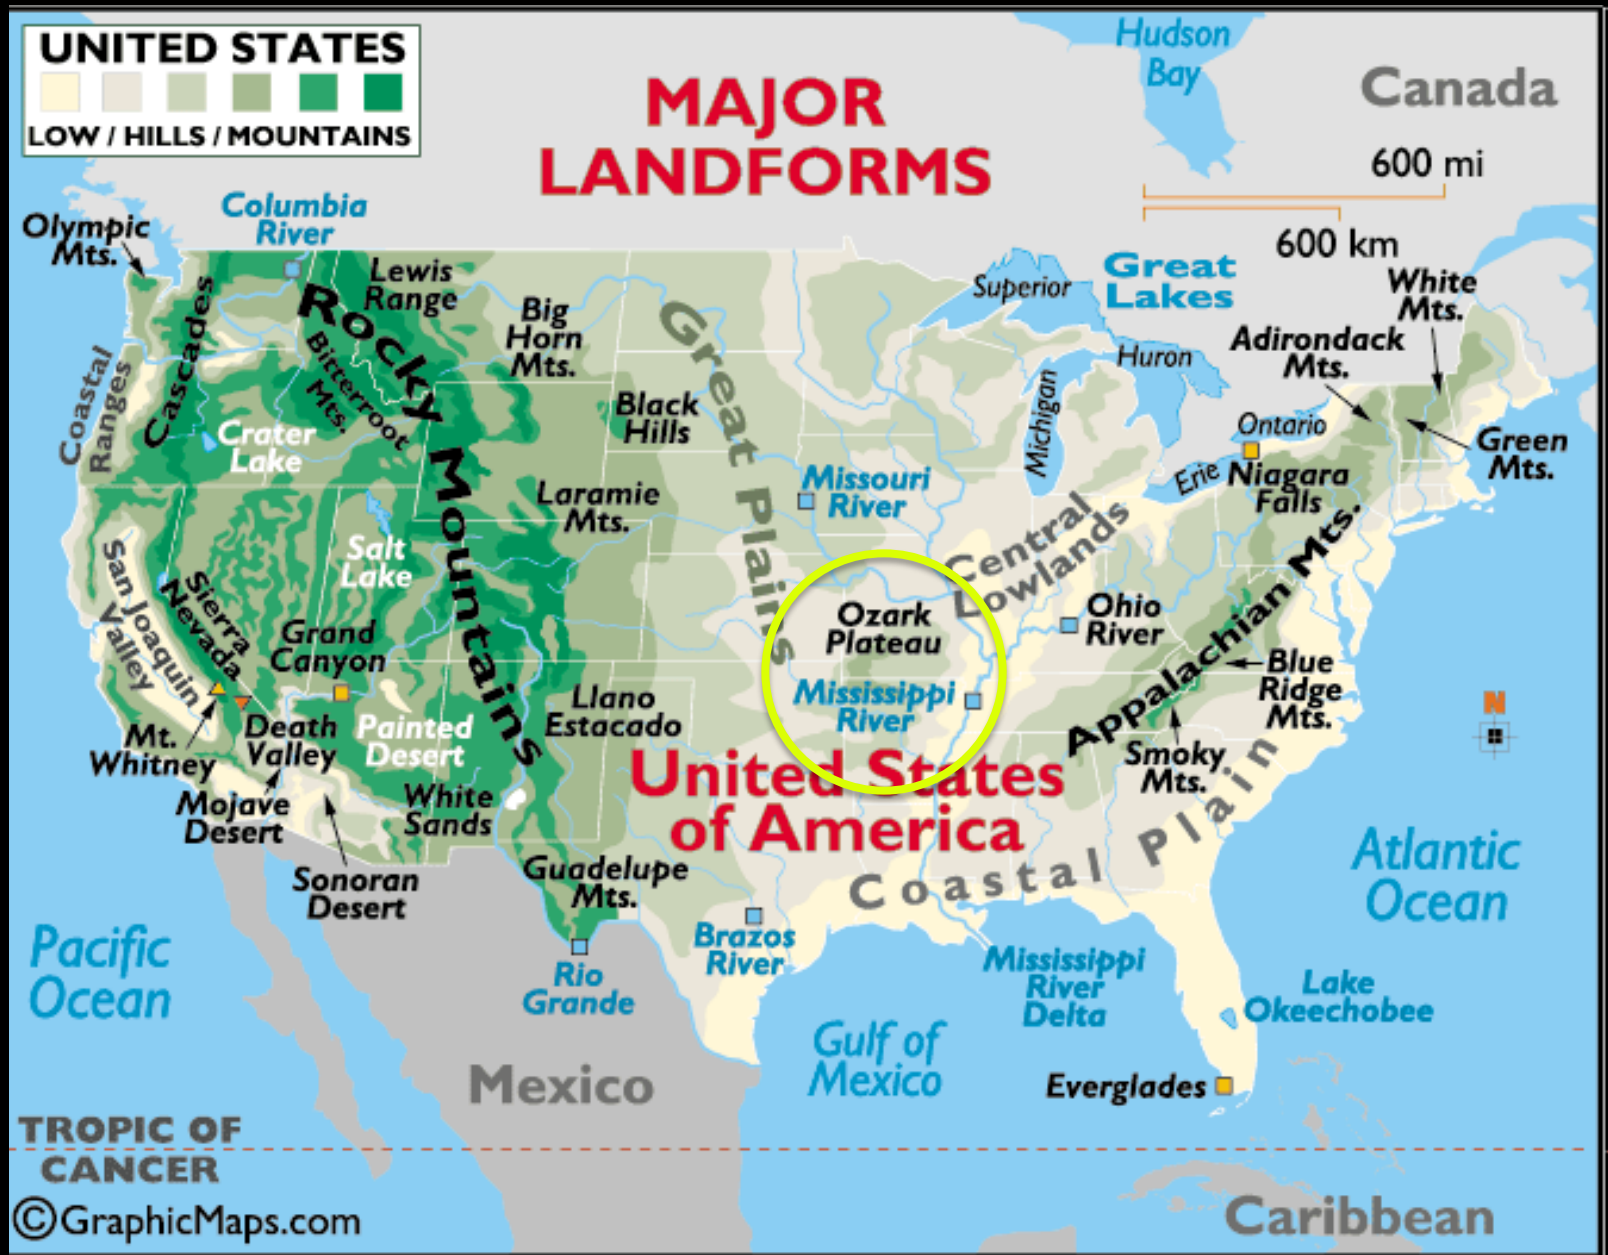 UNITED STATES
LOW / HILLS / MOUNTAINS
MAJOR
LANDFORMS
Hudson
Bay
Canada
600 mi
600 km
Olympic
Mts.
Columbia
River
Lewis
Range
Rocky Mountains
Cascades
Coastal
Ranges
Bitterroot
Mts.
Big
Horn
Mts.
Great Plains
Black
Hills
Superior
Great
Lakes
Huron
Michigan
White
Mts.
Adirondack
Mts.
Ontario
Erie
Niagara
Falls
Green
Mts.
Crater
Lake
Laramie
Mts.
Missouri
River
Central
Lowlands
Appalachian Mts.
Salt
Lake
San Joaquin
Valley
Sierra
Nevada
Grand
Canyon
Ozark
Plateau
Ohio
River
Blue
Ridge
Mts.
Mississippi
River
Llano
Estacado
Mt.
Whitney
Death
Valley
Painted
Desert
Smoky
Mts.
N
United States
of America
Mojave
Desert
White
Sands
Coastal Plain
Sonoran
Desert
Guadelupe
Mts.
Atlantic
Ocean
Pacific
Ocean
Rio
Grande
Brazos
River
Mississippi
River
Delta
Lake
Okeechobee
Gulf of
Mexico
Mexico
Everglades
TROPIC OF
CANCER
©GraphicMaps.com
Caribbean